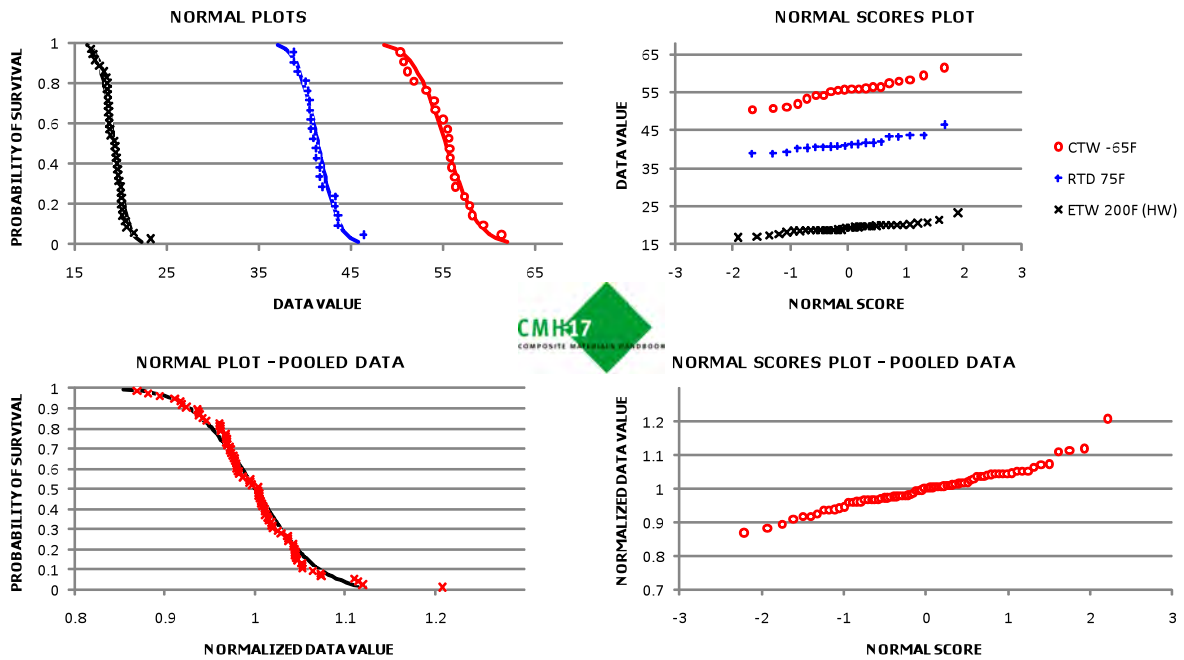 NORMAL PLOTS
PROBABILITY OF SURVIVAL
1
0.8
0.6
0.4
0.2
0
15 25 35 45 55 65
DATA VALUE
NORMAL SCORES PLOT
DATA VALUE
65
55
45
35
25
15
-3 -2 -1 0 1 2 3
NORMAL SCORE
CTW -65F
RTD 75F
ETW 200F (HW)
CMH17
COMPOSITE MATERIALS HANDBOOK
NORMAL PLOT - POOLED DATA
PROBABILITY OF SURVIVAL
1
0.9
0.8
0.7
0.6
0.5
0.4
0.3
0.2
0.1
0
0.8 0.9 1 1.1 1.2
NORMALIZED DATA VALUE
NORMAL SCORES PLOT - POOLED DATA
NORMALIZED DATA VALUE
1.2
1.1
1
0.9
0.8
0.7
-3 -2 -1 0 1 2 3
NORMAL SCORE